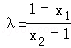 λ = (1 − x₁) / (x₂ − 1)